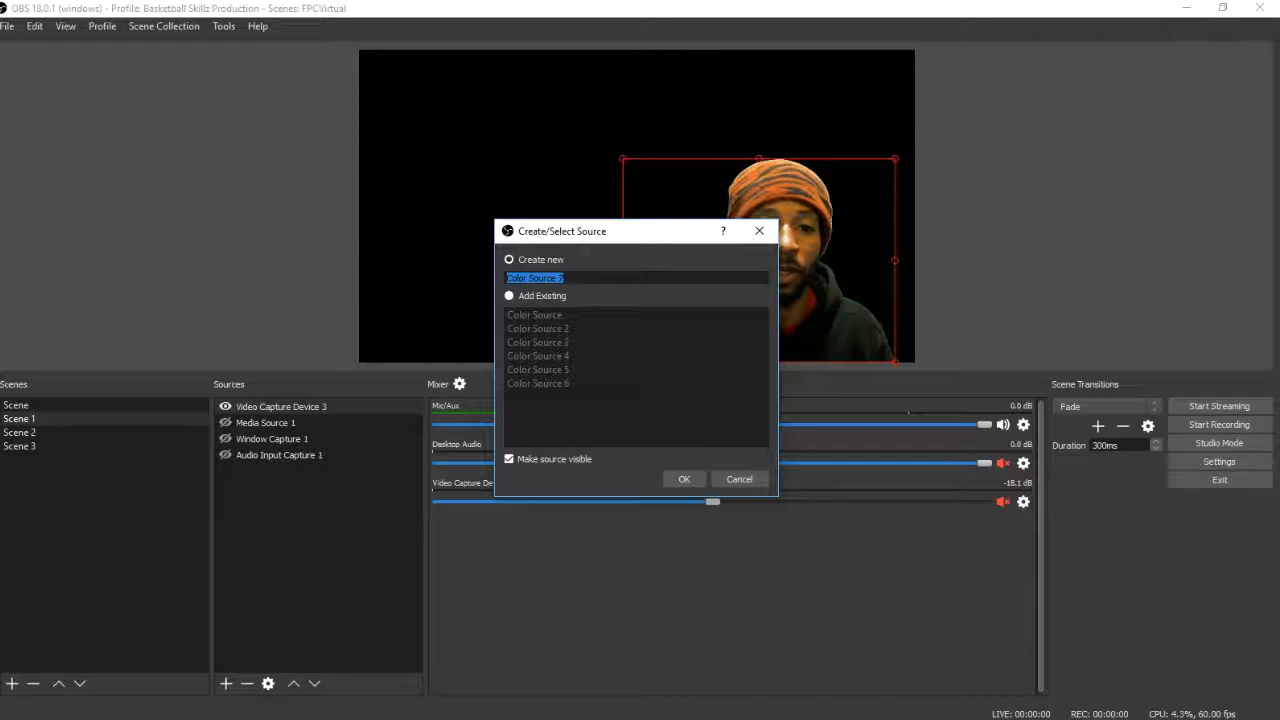 OBS 18.0.1 (windows) - Profile: Basketball Skillz Production - Scenes: FPCVirtual
File Edit View Profile Scene Collection Tools Help
Create/Select Source ?
Create new
Color Source 7
Add Existing
Color Source
Color Source 2
Color Source 3
Color Source 4
Color Source 5
Color Source 6
Make source visible
OK Cancel
Scenes
Scene
Scene 1
Scene 2
Scene 3
Sources
Video Capture Device 3
Media Source 1
Window Capture 1
Audio Input Capture 1
Mixer
Mic/Aux 0.0 dB
Desktop Audio 0.0 dB
Video Capture De -18.1 dB
Scene Transitions
Fade
Duration 300ms
Start Streaming
Start Recording
Studio Mode
Settings
Exit
LIVE: 00:00:00 REC: 00:00:00 CPU: 4.3%, 60.00 fps